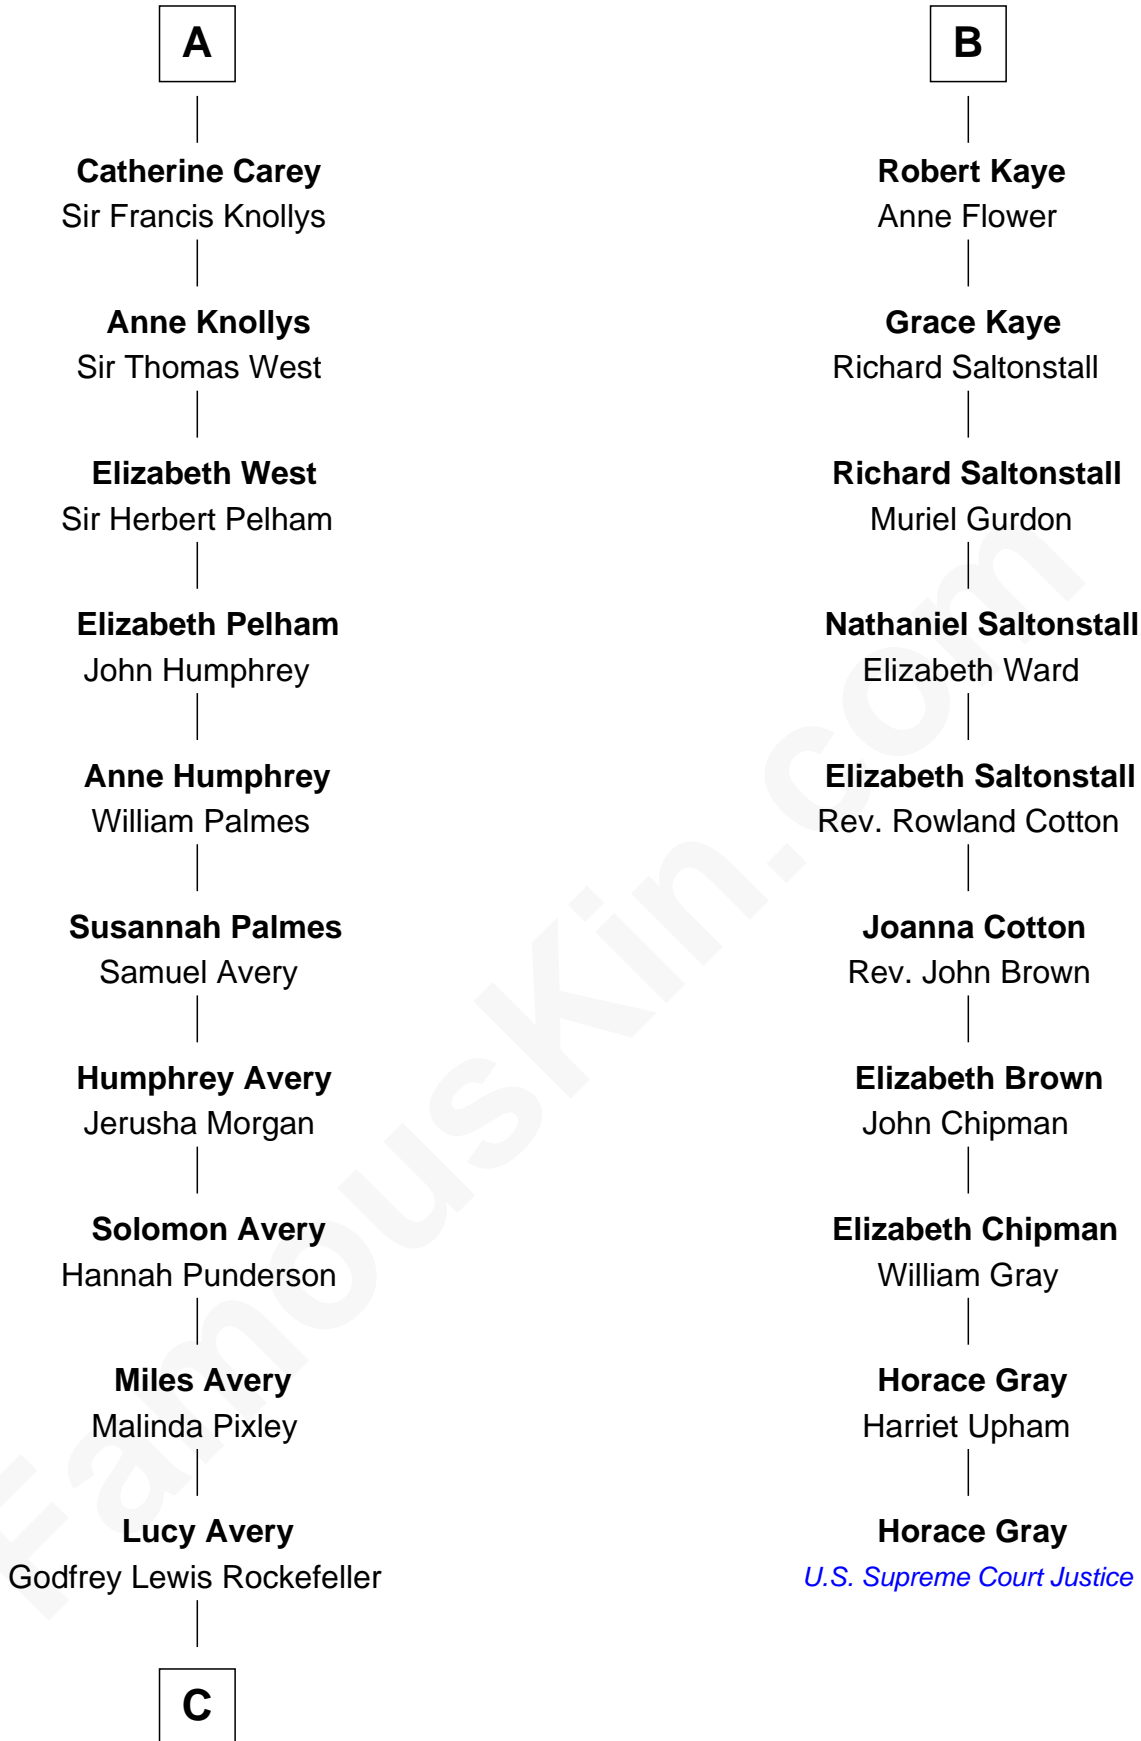 A
Catherine Carey
Sir Francis Knollys
Anne Knollys
Sir Thomas West
Elizabeth West
Sir Herbert Pelham
Elizabeth Pelham
John Humphrey
Anne Humphrey
William Palmes
Susannah Palmes
Samuel Avery
Humphrey Avery
Jerusha Morgan
Solomon Avery
Hannah Punderson
Miles Avery
Malinda Pixley
Lucy Avery
Godfrey Lewis Rockefeller
C
B
Robert Kaye
Anne Flower
Grace Kaye
Richard Saltonstall
Richard Saltonstall
Muriel Gurdon
Nathaniel Saltonstall
Elizabeth Ward
Elizabeth Saltonstall
Rev. Rowland Cotton
Joanna Cotton
Rev. John Brown
Elizabeth Brown
John Chipman
Elizabeth Chipman
William Gray
Horace Gray
Harriet Upham
Horace Gray
U.S. Supreme Court Justice
FamousKin.com